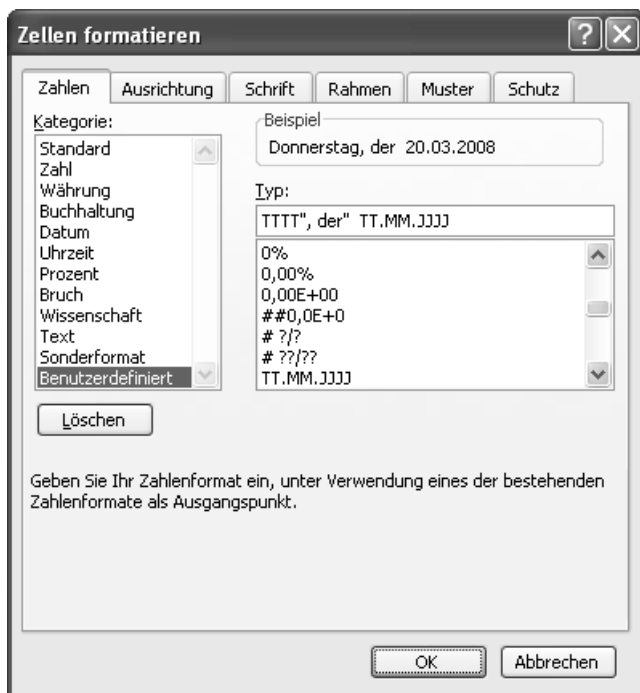 Zellen formatieren
Zahlen Ausrichtung Schrift Rahmen Muster Schutz
Kategorie:
Standard
Zahl
Währung
Buchhaltung
Datum
Uhrzeit
Prozent
Bruch
Wissenschaft
Text
Sonderformat
Benutzerdefiniert
Beispiel
Donnerstag, der  20.03.2008
Typ:
TTTT", der"  TT.MM.JJJJ
0%
0,00%
0,00E+00
##0,0E+0
# ?/?
# ??/??
TT.MM.JJJJ
Löschen
Geben Sie Ihr Zahlenformat ein, unter Verwendung eines der bestehenden
Zahlenformate als Ausgangspunkt.
OK Abbrechen